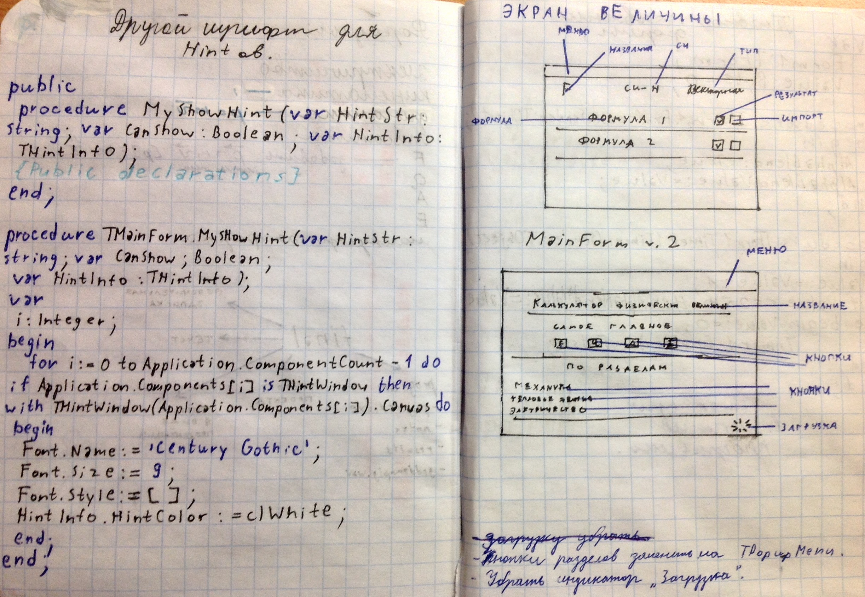 Другой шрифт для
Hint ов.
public
procedure MyShowHint (var HintStr:
string; var CanShow: Boolean; var HintInfo:
THintInfo);
{Public declarations}
end;
procedure TMainForm.MyShowHint (var HintStr:
string; var CanShow; Boolean;
var HintInfo: THintInfo);
var
i: Integer;
begin
for i:= 0 to Application.ComponentCount - 1 do
if Application.Components[i] is THintWindow then
with THintWindow(Application.Components[i]).Canvas do
begin
Font.Name:= 'Century Gothic';
Font.Size:= 9;
Font.Style:= [ ];
HintInfo.HintColor:= clWhite;
end;
end;
ЭКРАН ВЕЛИЧИНЫ
МЕНЮ
НАЗВАНИЕ
СИ
ТИП
СИ-Н
Векторная
РЕЗУЛЬТАТ
ФОРМУЛА
ФОРМУЛА 1
ИМПОРТ
ФОРМУЛА 2
MainForm v. 2
МЕНЮ
КАЛЬКУЛЯТОР ФИЗИЧЕСКИХ ВЕЛИЧИН
НАЗВАНИЕ
САМОЕ ГЛАВНОЕ
КНОПКИ
ПО РАЗДЕЛАМ
МЕХАНИКА
КНОПКИ
ТЕПЛОВЫЕ ЯВЛЕНИЯ
ЭЛЕКТРИЧЕСТВО
ЗАГРУЗКА
- Загрузку убрать
- Кнопки разделов заменить на TPopupMenu.
- Убрать индикатор „Загрузка".